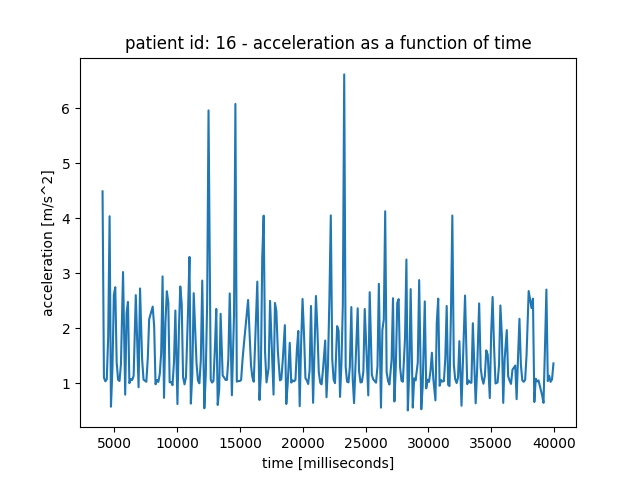 patient id: 16 - acceleration as a function of time
acceleration [m/s^2]
6
5
4
3
2
1
5000 10000 15000 20000 25000 30000 35000 40000
time [milliseconds]